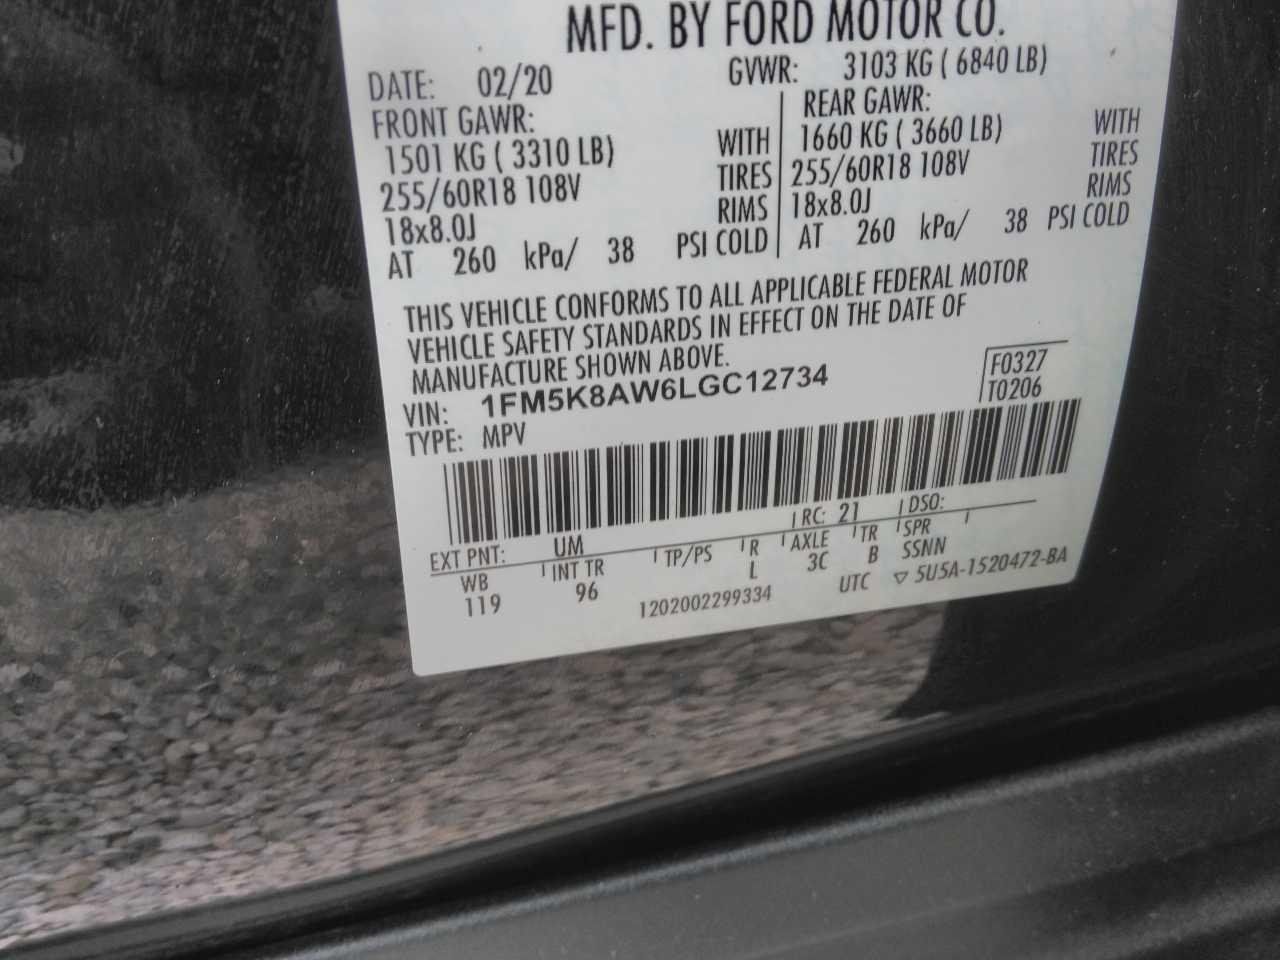 MFD. BY FORD MOTOR CO.
DATE: 02/20 GVWR: 3103 KG ( 6840 LB)
FRONT GAWR: REAR GAWR:
1501 KG ( 3310 LB) WITH 1660 KG ( 3660 LB) WITH
255/60R18 108V TIRES 255/60R18 108V TIRES
18x8.0J RIMS 18x8.0J RIMS
AT 260 kPa/ 38 PSI COLD AT 260 kPa/ 38 PSI COLD
THIS VEHICLE CONFORMS TO ALL APPLICABLE FEDERAL MOTOR
VEHICLE SAFETY STANDARDS IN EFFECT ON THE DATE OF
MANUFACTURE SHOWN ABOVE.
VIN: 1FM5K8AW6LGC12734 F0327
TYPE: MPV T0206
EXT PNT: UM RC: 21 DSO:
WB INT TR TP/PS R AXLE TR SPR
119 96 L 3C B SSNN
1202002299334 UTC ▽ 5U5A-1520472-BA